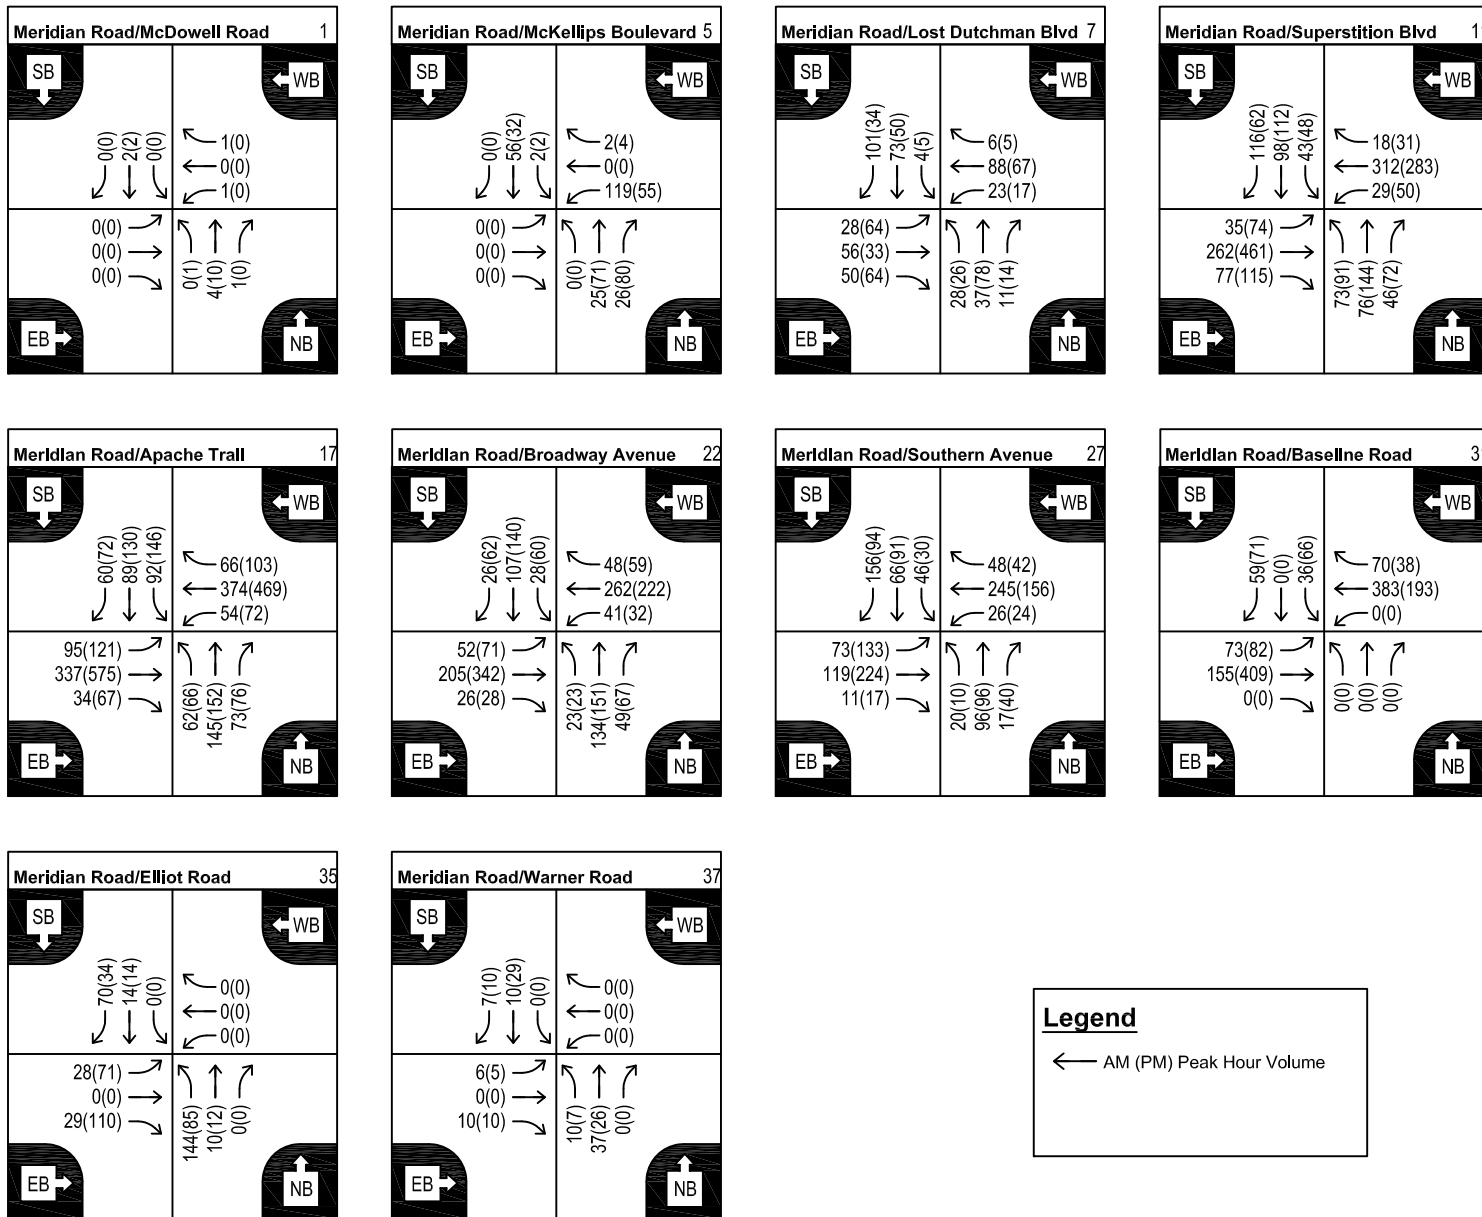 Meridian Road/McDowell Road 1
SB
WB
0(0)
2(2)
0(0)
1(0)
0(0)
1(0)
0(0)
0(0)
0(0)
0(1)
4(10)
1(0)
EB
NB
Meridian Road/McKellips Boulevard 5
SB
WB
0(0)
56(32)
2(2)
2(4)
0(0)
119(55)
0(0)
0(0)
0(0)
0(0)
25(71)
26(80)
EB
NB
Meridian Road/Lost Dutchman Blvd 7
SB
WB
101(34)
73(50)
4(5)
6(5)
88(67)
23(17)
28(64)
56(33)
50(64)
28(26)
37(78)
11(14)
EB
NB
Meridian Road/Superstition Blvd
SB
WB
116(62)
98(112)
43(48)
18(31)
312(283)
29(50)
35(74)
262(461)
77(115)
73(91)
76(144)
46(72)
EB
NB
Meridian Road/Apache Trail 17
SB
WB
60(72)
89(130)
92(146)
66(103)
374(469)
54(72)
95(121)
337(575)
34(67)
62(66)
145(152)
73(76)
EB
NB
Meridian Road/Broadway Avenue 22
SB
WB
26(62)
107(140)
28(60)
48(59)
262(222)
41(32)
52(71)
205(342)
26(28)
23(23)
134(151)
49(67)
EB
NB
Meridian Road/Southern Avenue 27
SB
WB
156(94)
66(91)
46(30)
48(42)
245(156)
26(24)
73(133)
119(224)
11(17)
20(10)
96(96)
17(40)
EB
NB
Meridian Road/Baseline Road
SB
WB
59(71)
0(0)
36(66)
70(38)
383(193)
0(0)
73(82)
155(409)
0(0)
0(0)
0(0)
0(0)
EB
NB
Meridian Road/Elliot Road 35
SB
WB
70(34)
14(14)
0(0)
0(0)
0(0)
0(0)
28(71)
0(0)
29(110)
144(85)
10(12)
0(0)
EB
NB
Meridian Road/Warner Road 37
SB
WB
7(10)
10(29)
0(0)
0(0)
0(0)
0(0)
6(5)
0(0)
10(10)
10(7)
37(26)
0(0)
EB
NB
Legend
AM (PM) Peak Hour Volume